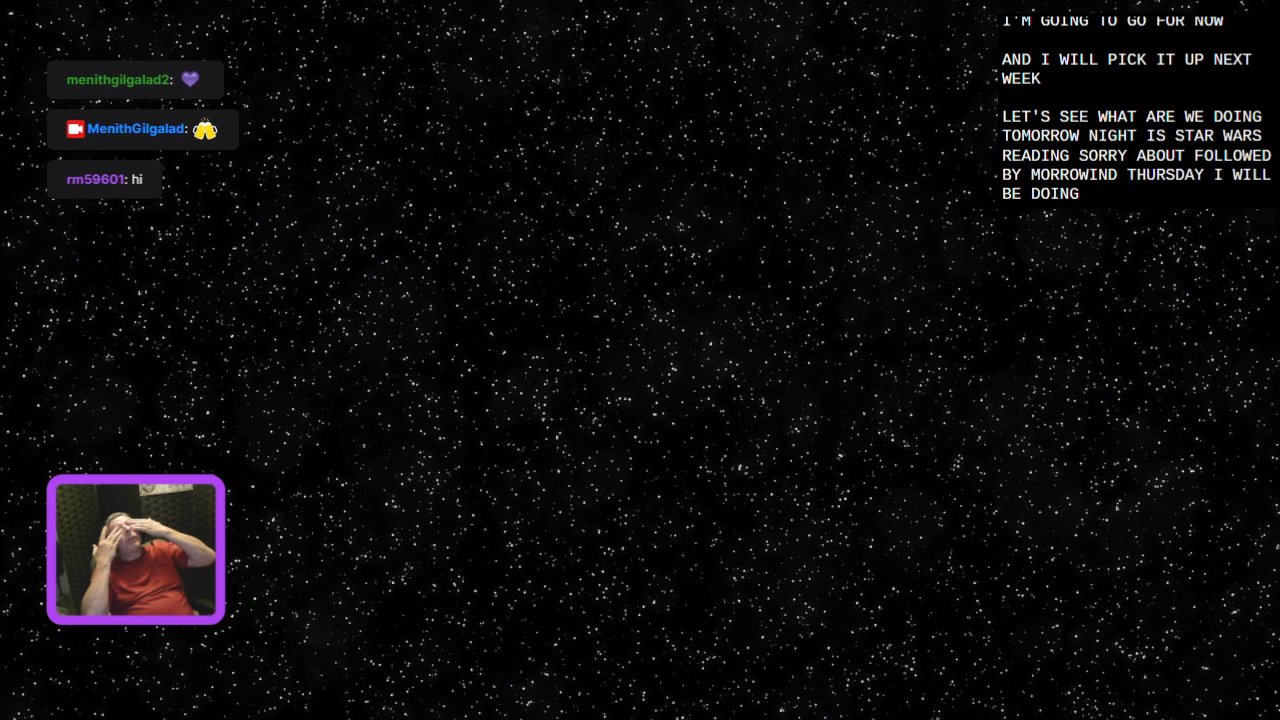 menithgilgalad2:
MenithGilgalad:
rm59601: hi
I'M GOING TO GO FOR NOW
AND I WILL PICK IT UP NEXT
WEEK
LET'S SEE WHAT ARE WE DOING
TOMORROW NIGHT IS STAR WARS
READING SORRY ABOUT FOLLOWED
BY MORROWIND THURSDAY I WILL
BE DOING